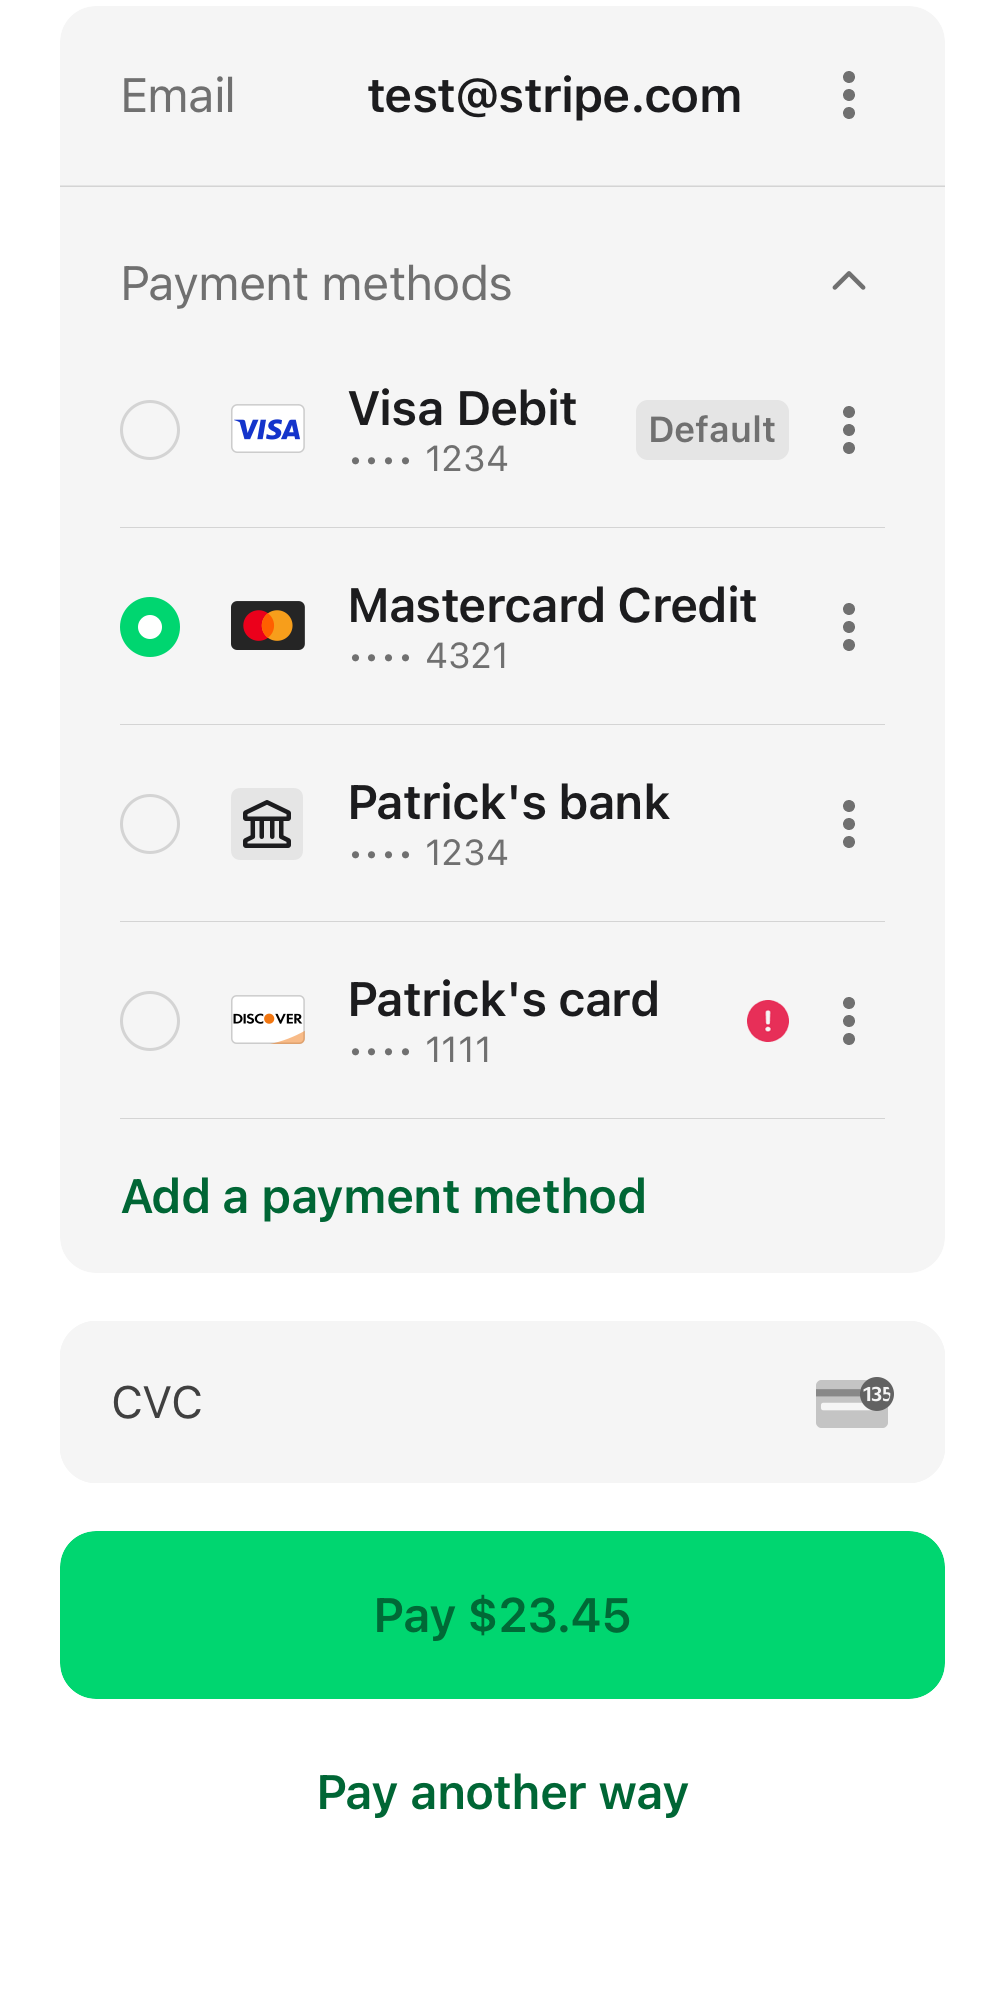 Email test@stripe.com
Payment methods
VISA Visa Debit Default
•••• 1234
Mastercard Credit
•••• 4321
Patrick's bank
•••• 1234
DISCOVER Patrick's card !
•••• 1111
Add a payment method
CVC 135
Pay $23.45
Pay another way